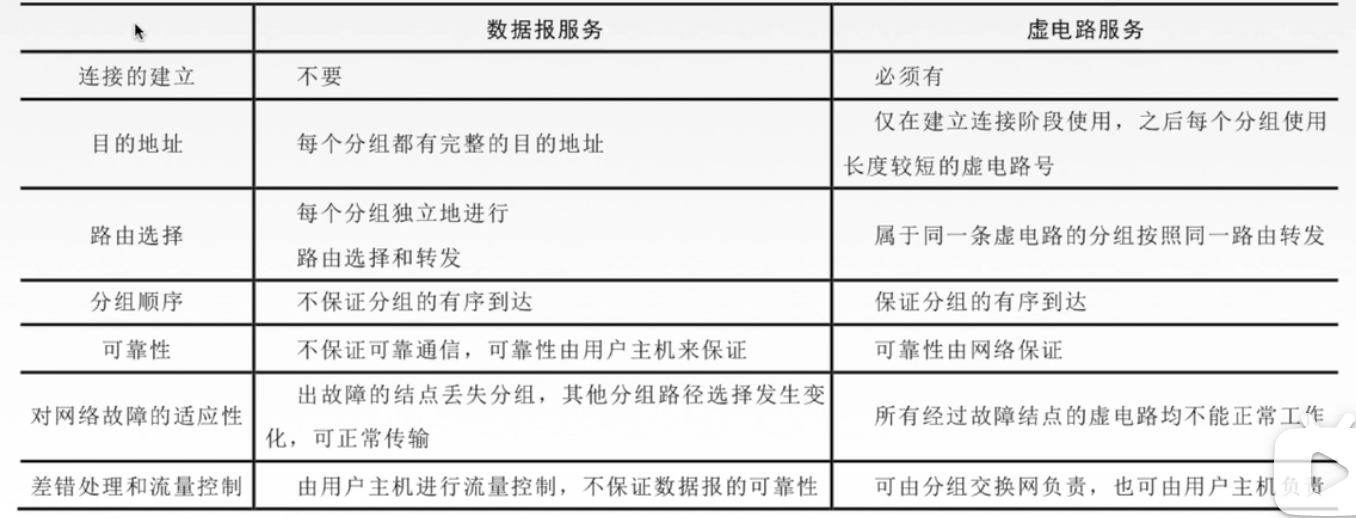 数据报服务 虚电路服务
连接的建立 不要 必须有
目的地址 每个分组都有完整的目的地址 仅在建立连接阶段使用，之后每个分组使用
长度较短的虚电路号
路由选择 每个分组独立地进行
路由选择和转发 属于同一条虚电路的分组按照同一路由转发
分组顺序 不保证分组的有序到达 保证分组的有序到达
可靠性 不保证可靠通信，可靠性由用户主机来保证 可靠性由网络保证
对网络故障的适应性 出故障的结点丢失分组，其他分组路径选择发生变
化，可正常传输 所有经过故障结点的虚电路均不能正常工作
差错处理和流量控制 由用户主机进行流量控制，不保证数据报的可靠性 可由分组交换网负责，也可由用户主机负责